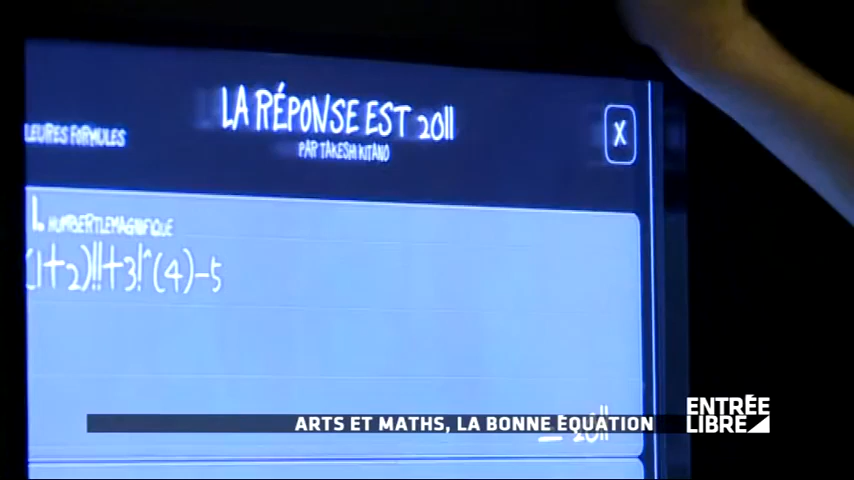 LA RÉPONSE EST 2011
LEURES FORMULES
PAR TAKESHI KITANO
X
1. HUMBERTLEMAGNIFIQUE
(1+2)!!+3!^(4)-5
= 2011
ARTS ET MATHS, LA BONNE ÉQUATION
ENTRÉE
LIBRE